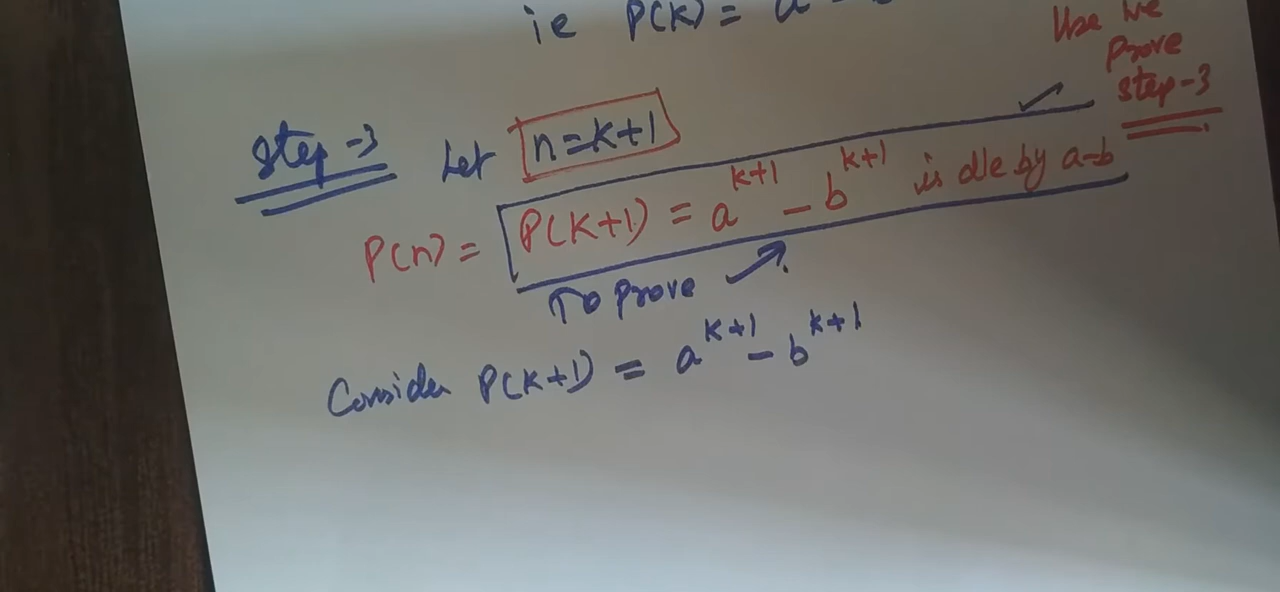 ie P(k) = a
Use we
prove
step-3
Step-3 Let n=k+1
P(n) = P(k+1) = a^{k+1} - b^{k+1} is dle by a-b
To prove
Consider P(k+1) = a^{k+1} - b^{k+1}